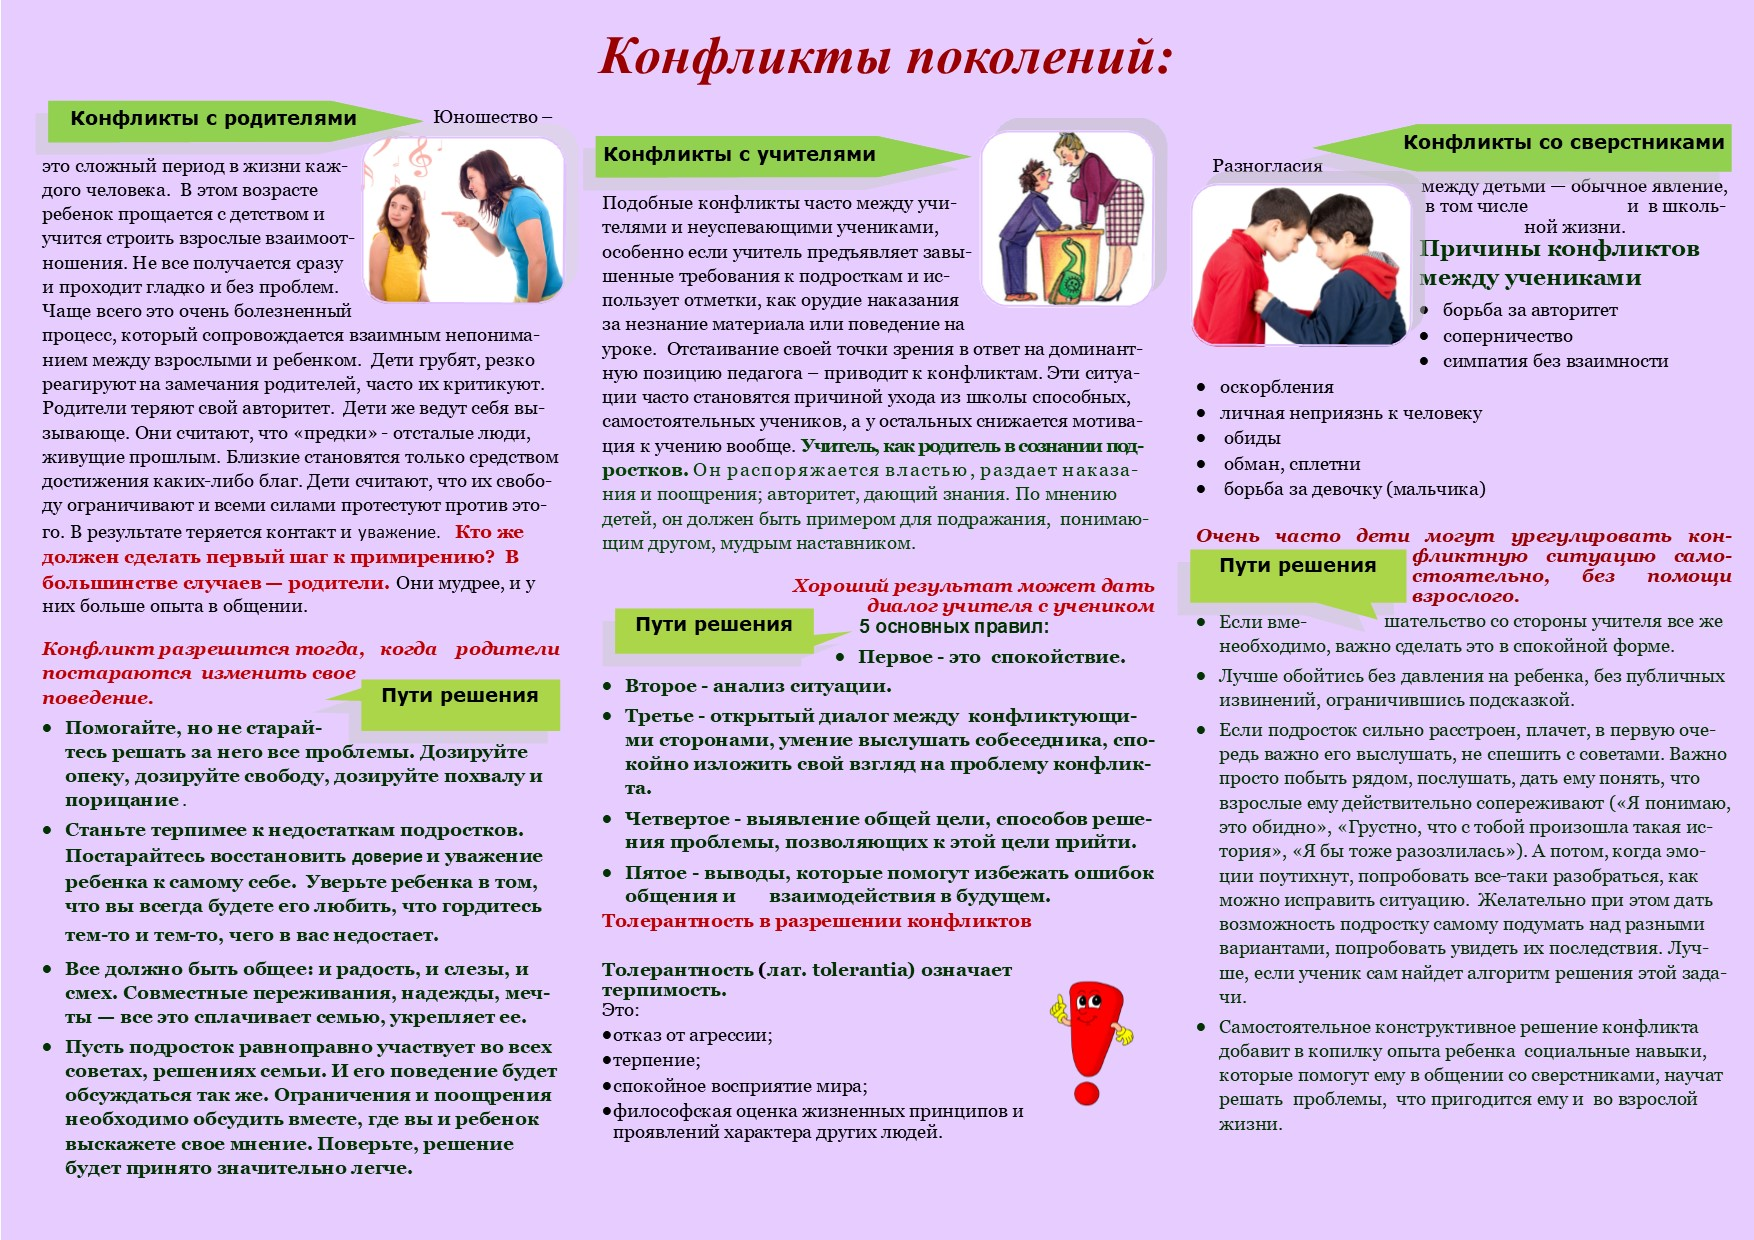 Конфликты поколений:
Конфликты с родителями
Юношество –
это сложный период в жизни каж-
дого человека. В этом возрасте
ребенок прощается с детством и
учится строить взрослые взаимоот-
ношения. Не все получается сразу
и проходит гладко и без проблем.
Чаще всего это очень болезненный
процесс, который сопровождается взаимным непонима-
нием между взрослыми и ребенком. Дети грубят, резко
реагируют на замечания родителей, часто их критикуют.
Родители теряют свой авторитет. Дети же ведут себя вы-
зывающе. Они считают, что «предки» - отсталые люди,
живущие прошлым. Близкие становятся только средством
достижения каких-либо благ. Дети считают, что их свобо-
ду ограничивают и всеми силами протестуют против это-
го. В результате теряется контакт и уважение. Кто же
должен сделать первый шаг к примирению? В
большинстве случаев — родители. Они мудрее, и у
них больше опыта в общении.
Конфликт разрешится тогда, когда родители
постараются изменить свое
поведение.
Пути решения
• Помогайте, но не старай-
тесь решать за него все проблемы. Дозируйте
опеку, дозируйте свободу, дозируйте похвалу и
порицание .
• Станьте терпимее к недостаткам подростков.
Постарайтесь восстановить доверие и уважение
ребенка к самому себе. Уверьте ребенка в том,
что вы всегда будете его любить, что гордитесь
тем-то и тем-то, чего в вас недостает.
• Все должно быть общее: и радость, и слезы, и
смех. Совместные переживания, надежды, меч-
ты — все это сплачивает семью, укрепляет ее.
• Пусть подросток равноправно участвует во всех
советах, решениях семьи. И его поведение будет
обсуждаться так же. Ограничения и поощрения
необходимо обсудить вместе, где вы и ребенок
выскажете свое мнение. Поверьте, решение
будет принято значительно легче.
Конфликты с учителями
Подобные конфликты часто между учи-
телями и неуспевающими учениками,
особенно если учитель предъявляет завы-
шенные требования к подросткам и ис-
пользует отметки, как орудие наказания
за незнание материала или поведение на
уроке. Отстаивание своей точки зрения в ответ на доминант-
ную позицию педагога – приводит к конфликтам. Эти ситуа-
ции часто становятся причиной ухода из школы способных,
самостоятельных учеников, а у остальных снижается мотива-
ция к учению вообще. Учитель, как родитель в сознании под-
ростков. Он распоряжается властью, раздает наказа-
ния и поощрения; авторитет, дающий знания. По мнению
детей, он должен быть примером для подражания, понимаю-
щим другом, мудрым наставником.
Хороший результат может дать
диалог учителя с учеником
Пути решения
5 основных правил:
• Первое - это спокойствие.
• Второе - анализ ситуации.
• Третье - открытый диалог между конфликтующи-
ми сторонами, умение выслушать собеседника, спо-
койно изложить свой взгляд на проблему конфлик-
та.
• Четвертое - выявление общей цели, способов реше-
ния проблемы, позволяющих к этой цели прийти.
• Пятое - выводы, которые помогут избежать ошибок
общения и взаимодействия в будущем.
Толерантность в разрешении конфликтов
Толерантность (лат. tolerantia) означает
терпимость.
Это:
•отказ от агрессии;
•терпение;
•спокойное восприятие мира;
•философская оценка жизненных принципов и
проявлений характера других людей.
Конфликты со сверстниками
Разногласия
между детьми — обычное явление,
в том числе и в школь-
ной жизни.
Причины конфликтов
между учениками
• борьба за авторитет
• соперничество
• симпатия без взаимности
• оскорбления
• личная неприязнь к человеку
• обиды
• обман, сплетни
• борьба за девочку (мальчика)
Очень часто дети могут урегулировать кон-
фликтную ситуацию само-
стоятельно, без помощи
взрослого.
Пути решения
• Если вме- шательство со стороны учителя все же
необходимо, важно сделать это в спокойной форме.
• Лучше обойтись без давления на ребенка, без публичных
извинений, ограничившись подсказкой.
• Если подросток сильно расстроен, плачет, в первую оче-
редь важно его выслушать, не спешить с советами. Важно
просто побыть рядом, послушать, дать ему понять, что
взрослые ему действительно сопереживают («Я понимаю,
это обидно», «Грустно, что с тобой произошла такая ис-
тория», «Я бы тоже разозлилась»). А потом, когда эмо-
ции поутихнут, попробовать все-таки разобраться, как
можно исправить ситуацию. Желательно при этом дать
возможность подростку самому подумать над разными
вариантами, попробовать увидеть их последствия. Луч-
ше, если ученик сам найдет алгоритм решения этой зада-
чи.
• Самостоятельное конструктивное решение конфликта
добавит в копилку опыта ребенка социальные навыки,
которые помогут ему в общении со сверстниками, научат
решать проблемы, что пригодится ему и во взрослой
жизни.